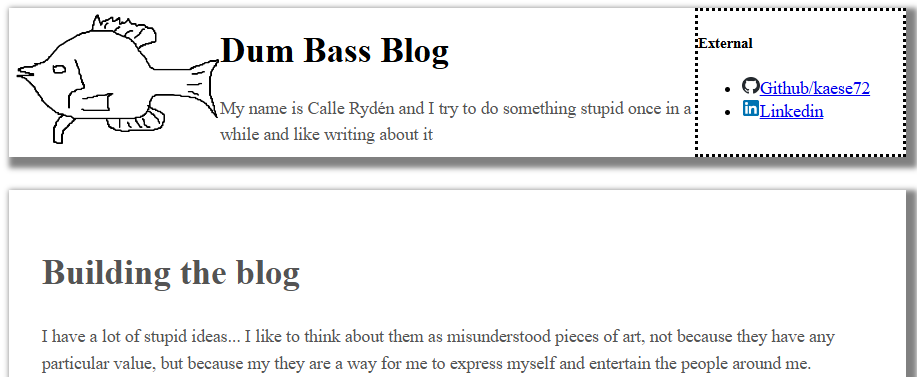 Dum Bass Blog
My name is Calle Rydén and I try to do something stupid once in a
while and like writing about it
External
Github/kaese72
Linkedin
Building the blog
I have a lot of stupid ideas... I like to think about them as misunderstood pieces of art, not because they have any
particular value, but because my they are a way for me to express myself and entertain the people around me.